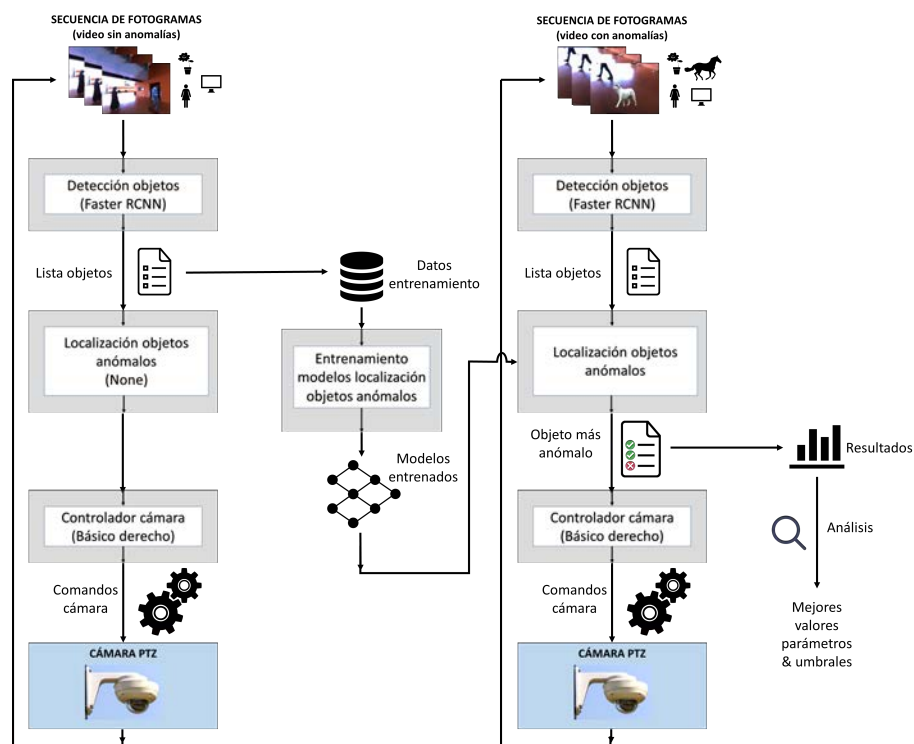 SECUENCIA DE FOTOGRAMAS
(video sin anomalías)
Detección objetos
(Faster RCNN)
Lista objetos
Localización objetos
anómalos
(None)
Controlador cámara
(Básico derecho)
Comandos
cámara
CÁMARA PTZ
Datos
entrenamiento
Entrenamiento
modelos localización
objetos anómalos
Modelos
entrenados
SECUENCIA DE FOTOGRAMAS
(video con anomalías)
Detección objetos
(Faster RCNN)
Lista objetos
Localización objetos
anómalos
Objeto más
anómalo
Controlador cámara
(Básico derecho)
Comandos
cámara
CÁMARA PTZ
Resultados
Análisis
Mejores
valores
parámetros
& umbrales